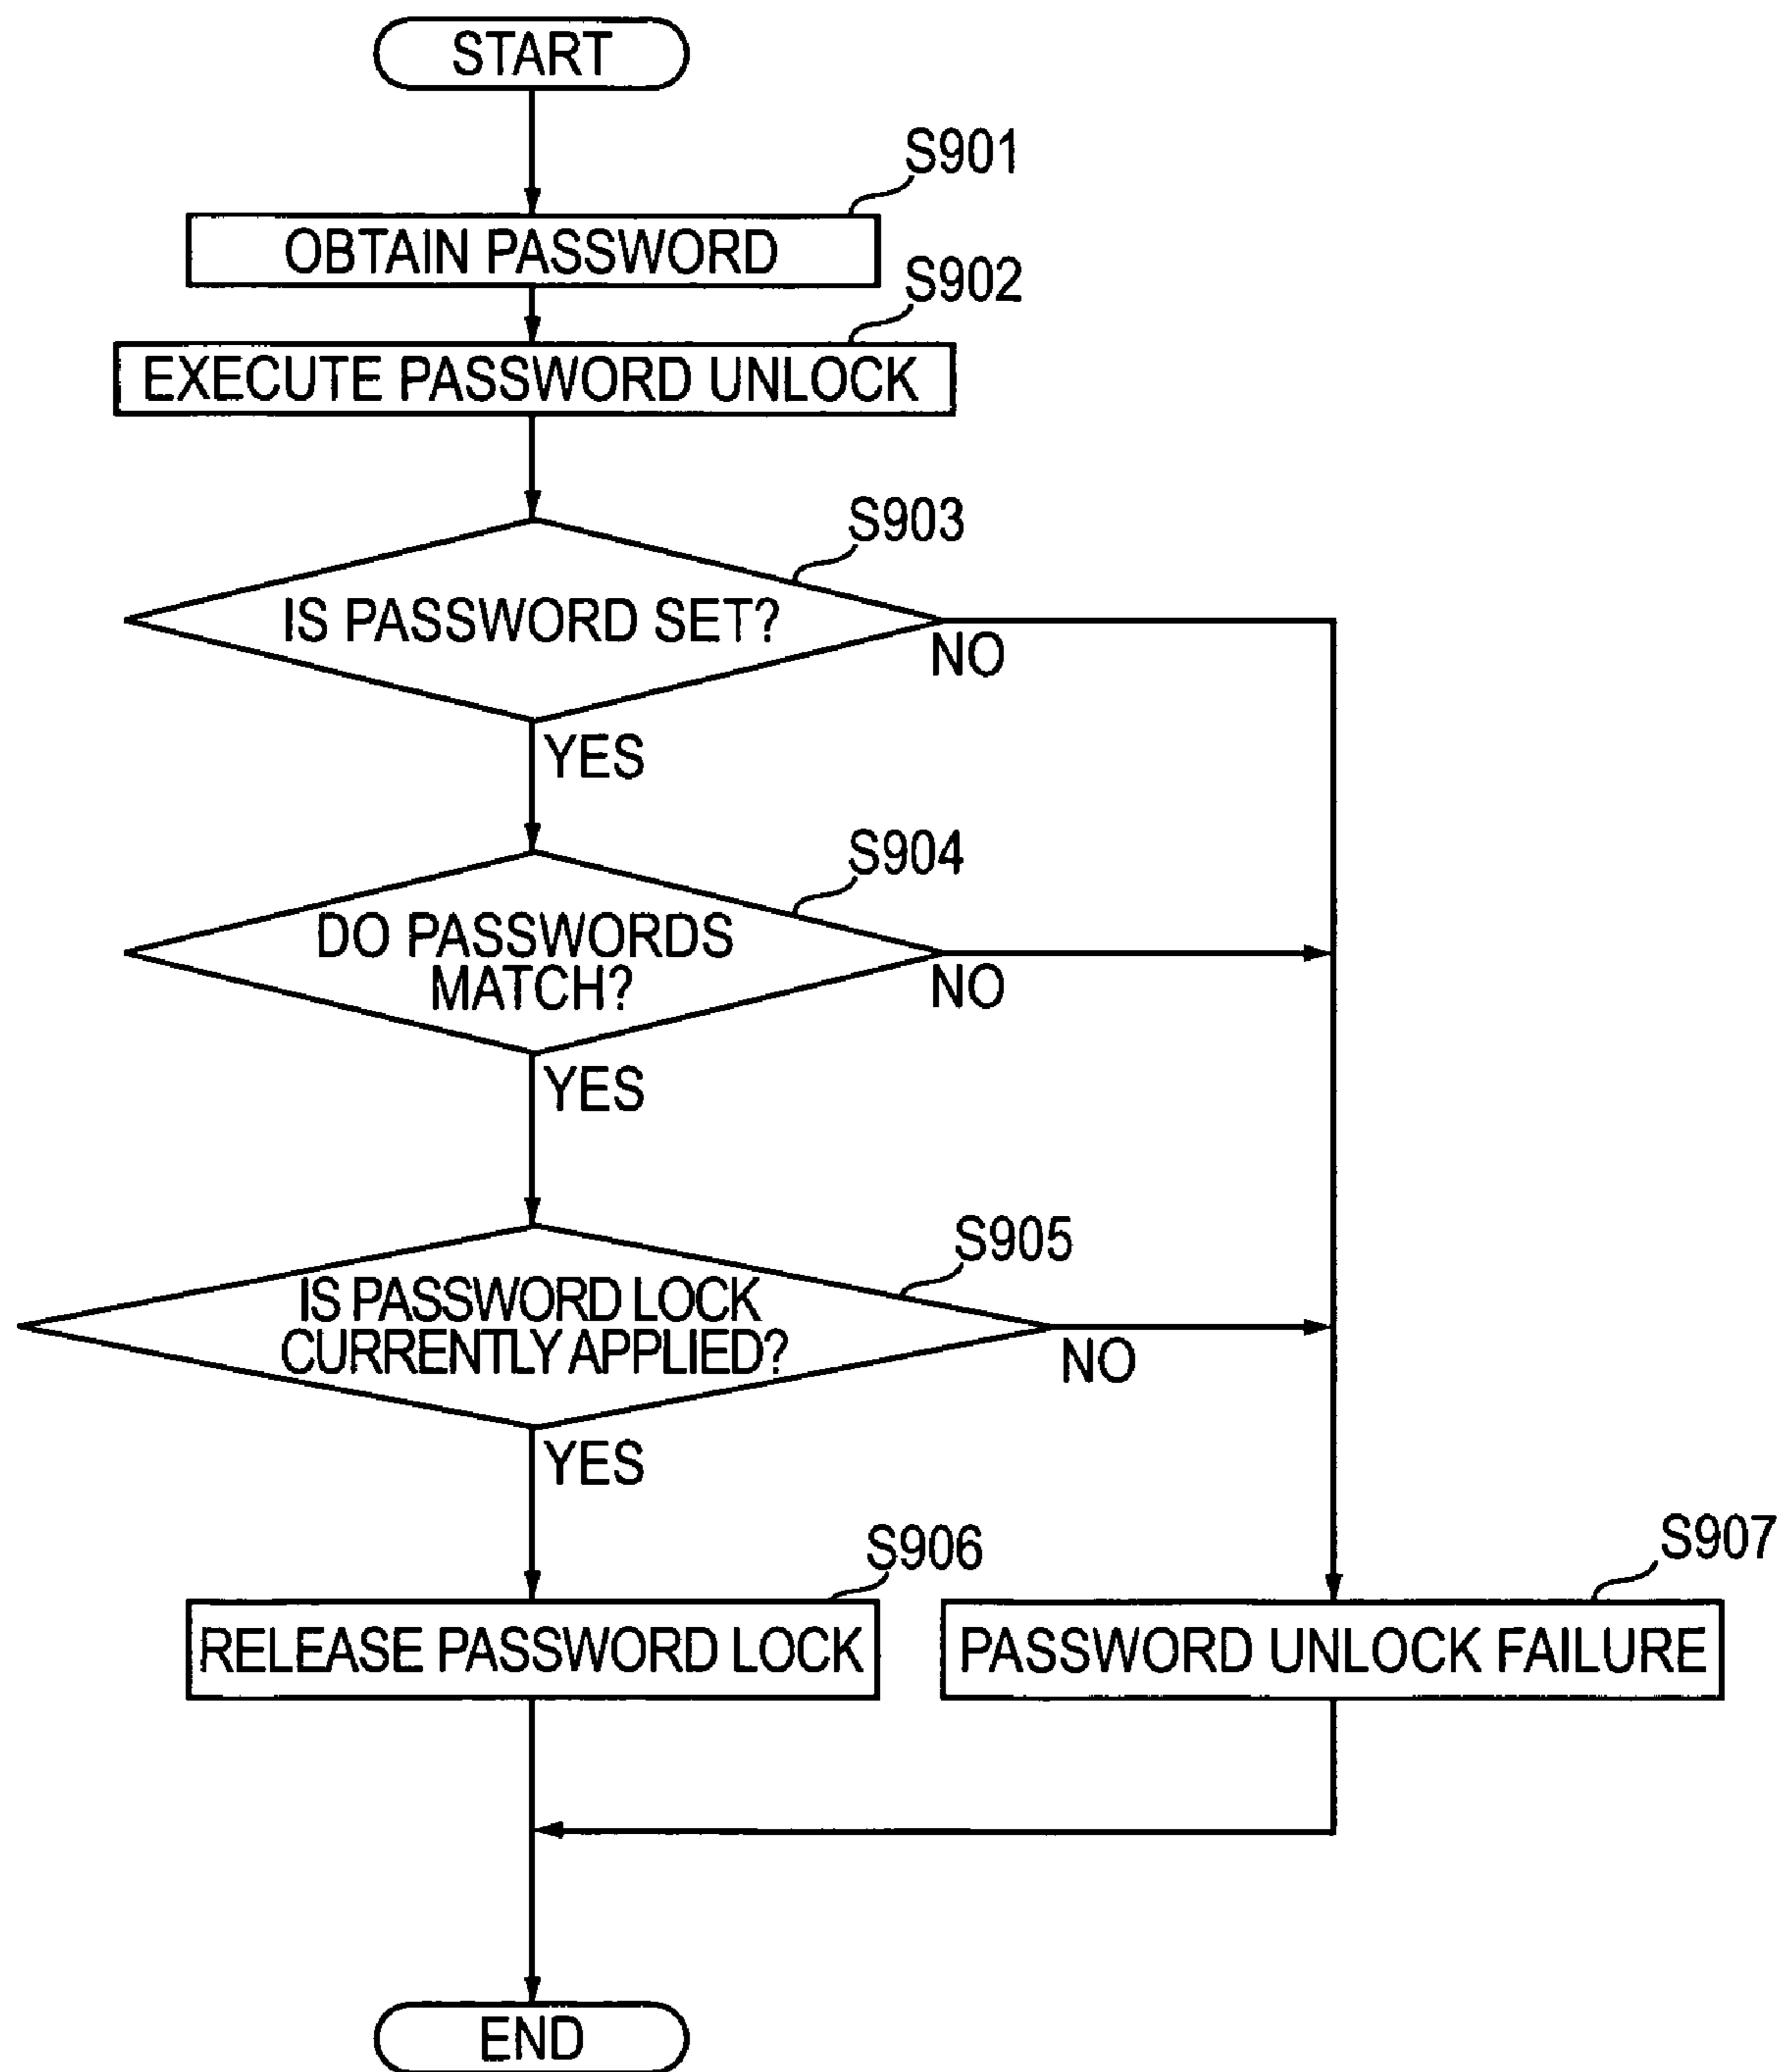 START
S901
OBTAIN PASSWORD
S902
EXECUTE PASSWORD UNLOCK
S903
IS PASSWORD SET?
NO
YES
S904
DO PASSWORDS
MATCH?
NO
YES
S905
IS PASSWORD LOCK
CURRENTLY APPLIED?
NO
YES
S906
S907
RELEASE PASSWORD LOCK
PASSWORD UNLOCK FAILURE
END